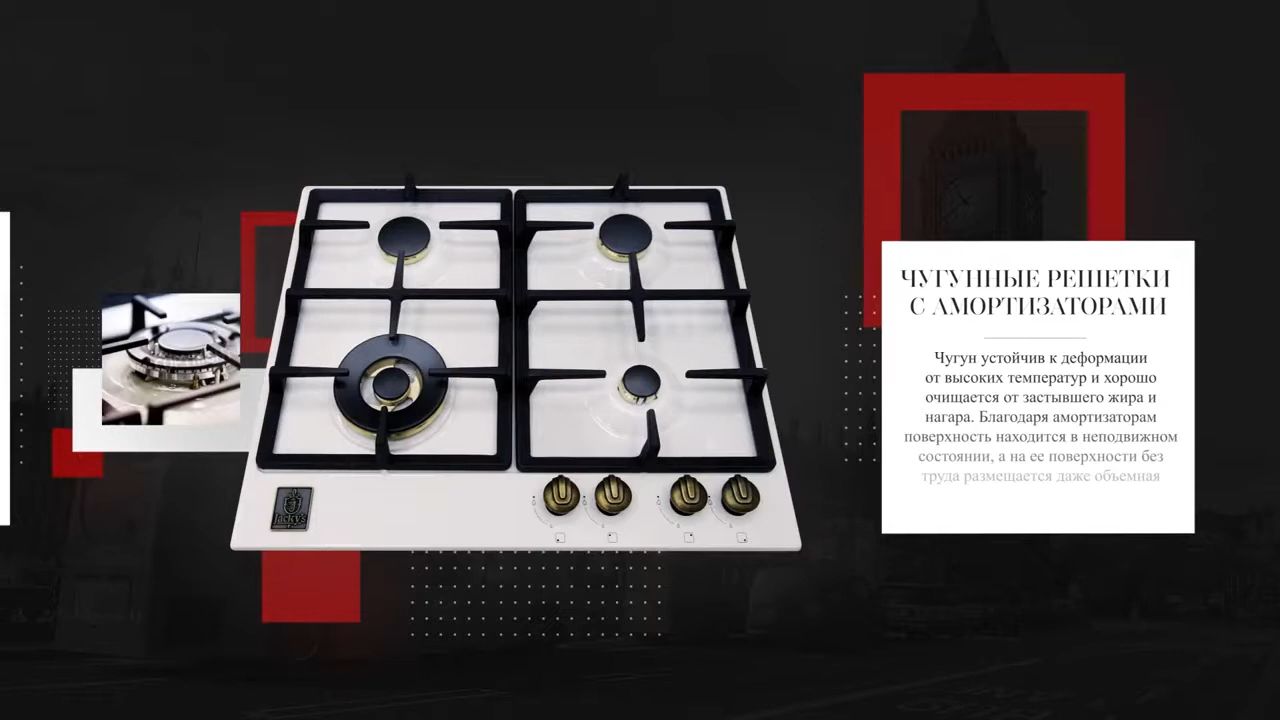 Jacky's
ЧУГУННЫЕ РЕШЕТКИ
С АМОРТИЗАТОРАМИ
Чугун устойчив к деформации
от высоких температур и хорошо
очищается от застывшего жира и
нагара. Благодаря амортизаторам
поверхность находится в неподвижном
состоянии, а на ее поверхности без
труда размещается даже объемная